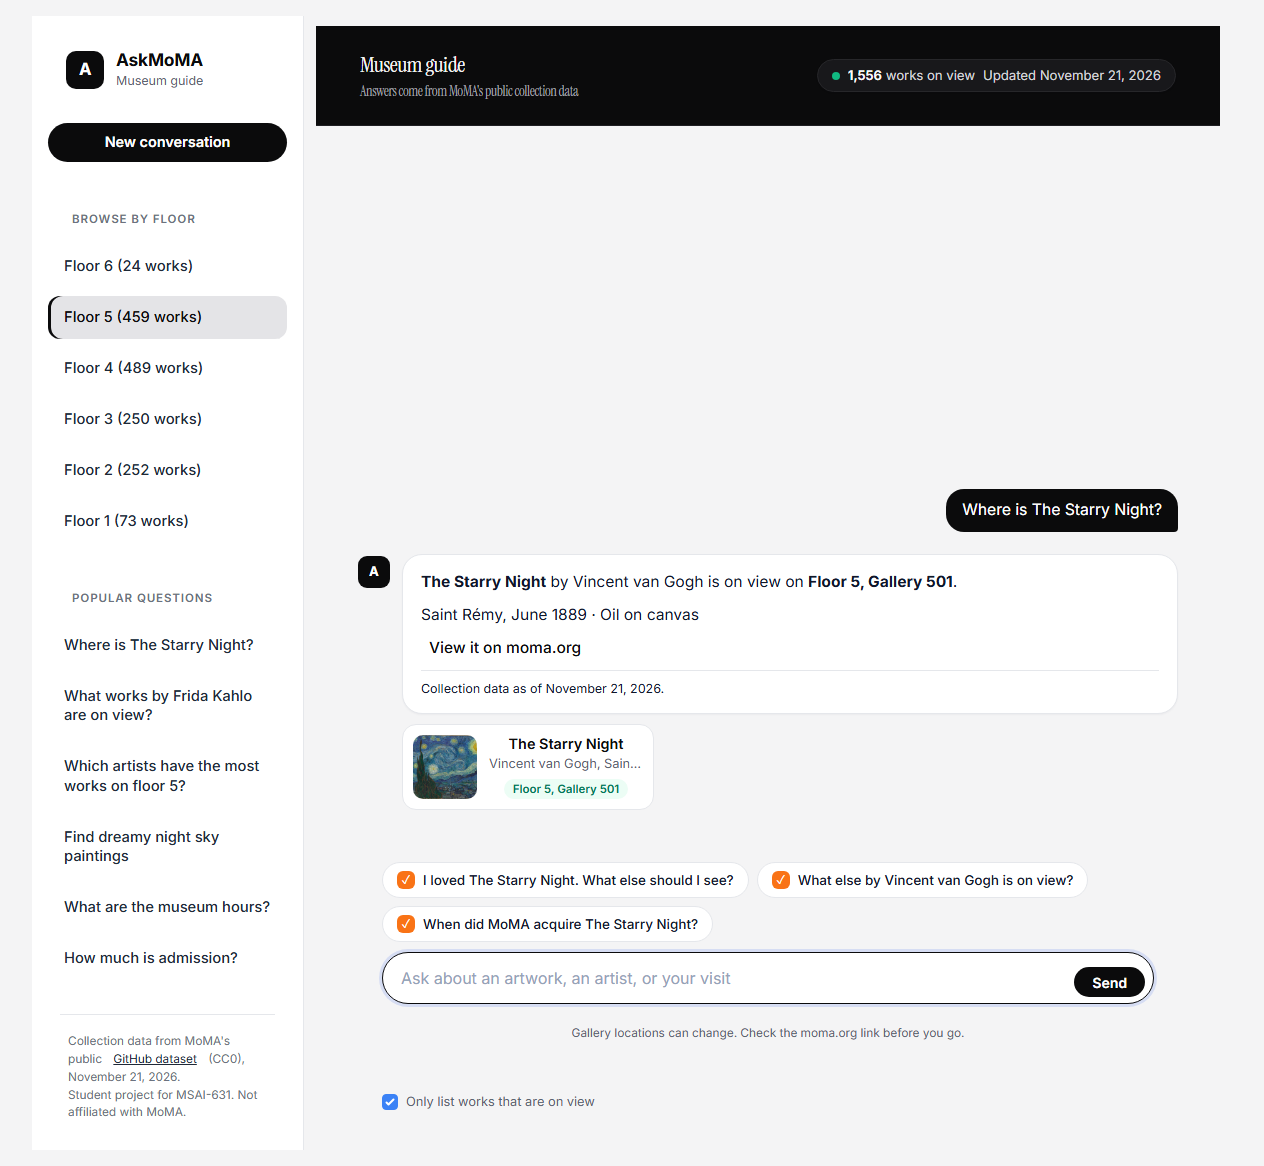 A
AskMoMA
Museum guide
New conversation
BROWSE BY FLOOR
Floor 6 (24 works)
Floor 5 (459 works)
Floor 4 (489 works)
Floor 3 (250 works)
Floor 2 (252 works)
Floor 1 (73 works)
POPULAR QUESTIONS
Where is The Starry Night?
What works by Frida Kahlo
are on view?
Which artists have the most
works on floor 5?
Find dreamy night sky
paintings
What are the museum hours?
How much is admission?
Collection data from MoMA's
public GitHub dataset (CC0),
November 21, 2026.
Student project for MSAI-631. Not
affiliated with MoMA.
Museum guide
Answers come from MoMA's public collection data
1,556 works on view Updated November 21, 2026
Where is The Starry Night?
A
The Starry Night by Vincent van Gogh is on view on Floor 5, Gallery 501.
Saint Rémy, June 1889 · Oil on canvas
View it on moma.org
Collection data as of November 21, 2026.
The Starry Night
Vincent van Gogh, Sain...
Floor 5, Gallery 501
I loved The Starry Night. What else should I see?
What else by Vincent van Gogh is on view?
When did MoMA acquire The Starry Night?
Ask about an artwork, an artist, or your visit
Send
Gallery locations can change. Check the moma.org link before you go.
Only list works that are on view